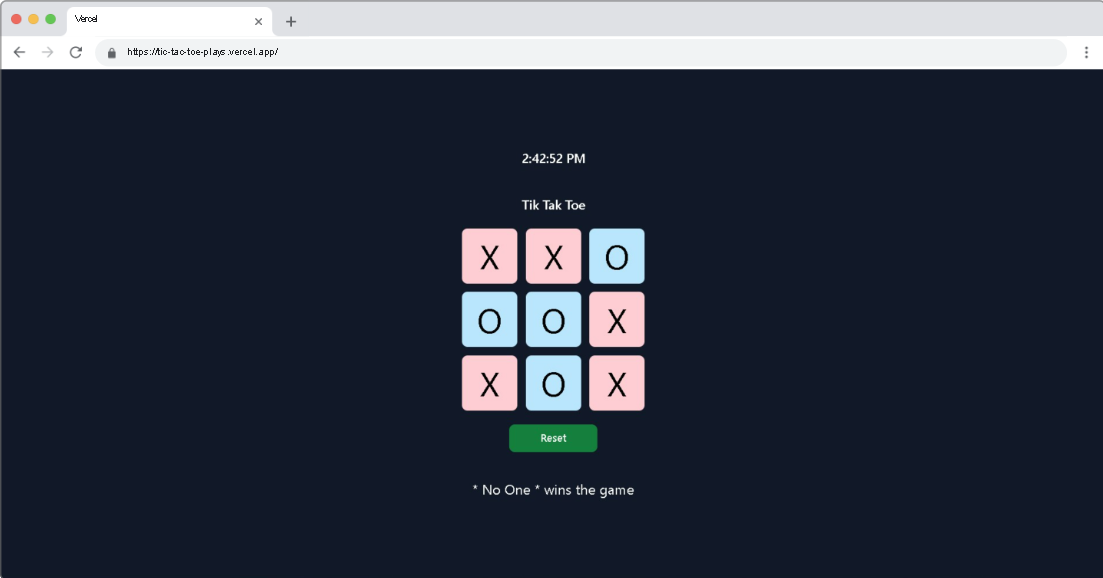 Vercel
https://tic-tac-toe-plays.vercel.app/
2:42:52 PM
Tik Tak Toe
X X O
O O X
X O X
Reset
* No One * wins the game